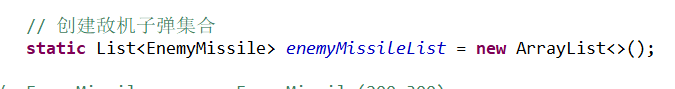 // 创建敌机子弹集合
static List<EnemyMissile> enemyMissileList = new ArrayList<>();